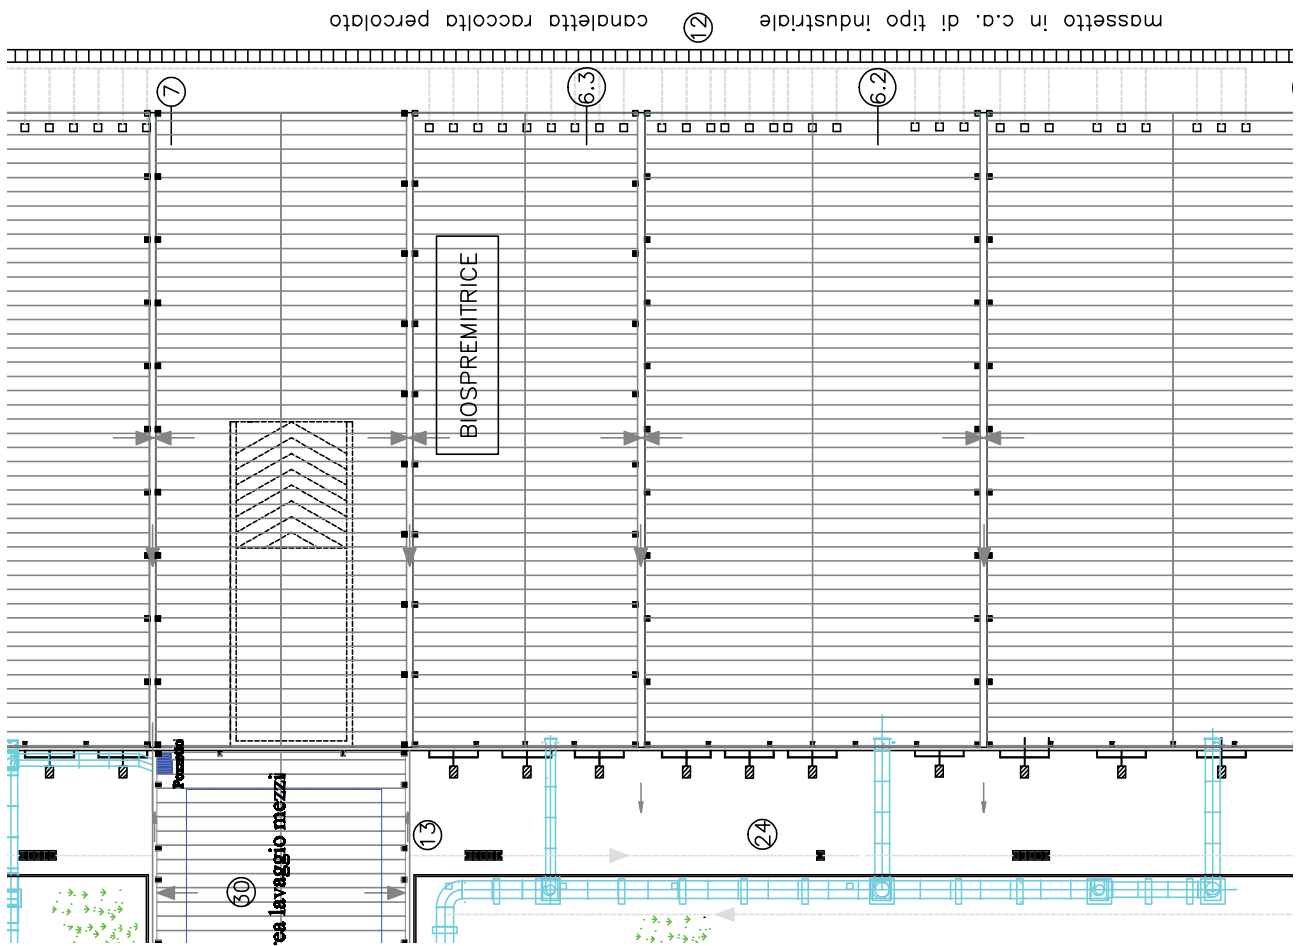 massetto in c.a. di tipo industriale
12
canaletta raccolta percolato
7
6.3
6.2
BIOSPREMITRICE
Pozzetto
rea lavaggio mezzi
13
24
30